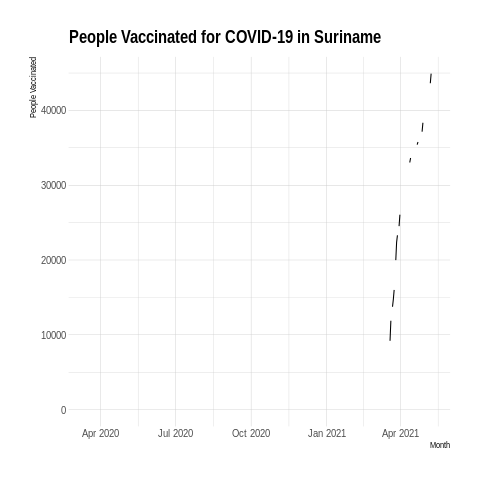 People Vaccinated for COVID-19 in Suriname
People Vaccinated
40000
30000
20000
10000
0
Apr 2020 Jul 2020 Oct 2020 Jan 2021 Apr 2021
Month